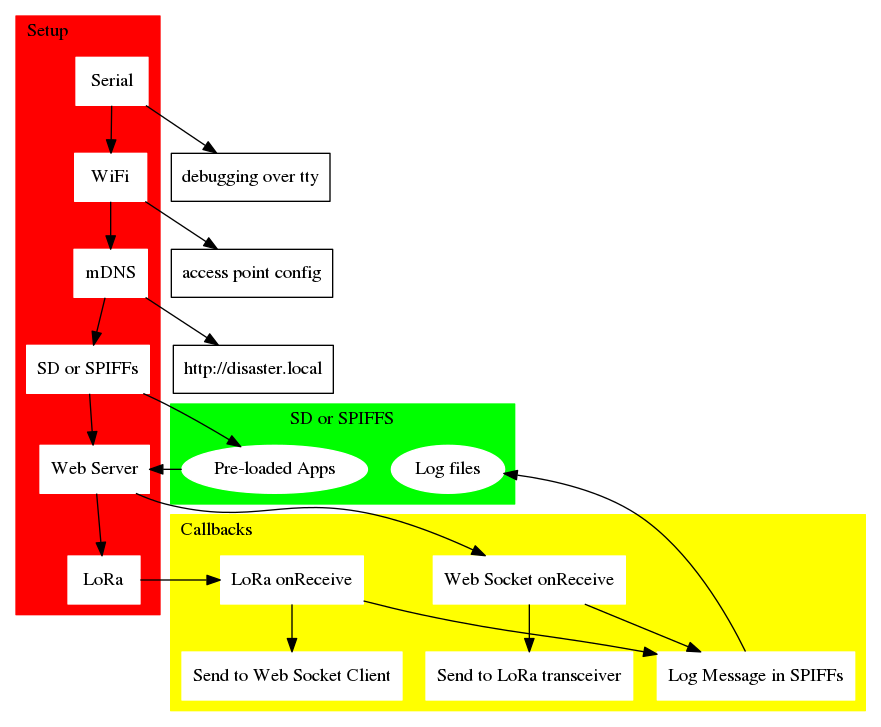 Setup
Serial
WiFi
debugging over tty
mDNS
access point config
SD or SPIFFs
http://disaster.local
SD or SPIFFS
Web Server
Pre-loaded Apps
Log files
Callbacks
LoRa
LoRa onReceive
Web Socket onReceive
Send to Web Socket Client
Send to LoRa transceiver
Log Message in SPIFFs